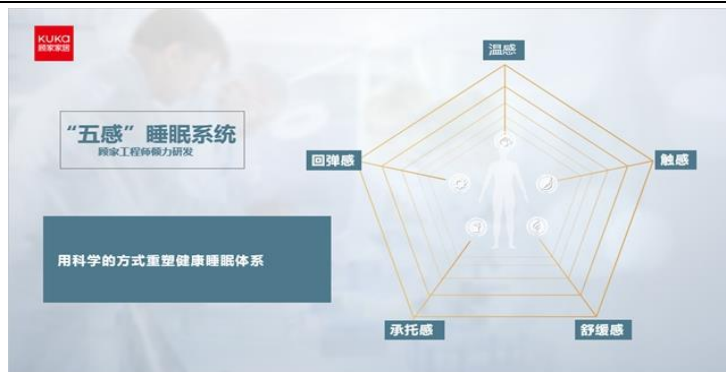 KUKa
顾家家居
“五感”睡眠系统
顾家工程师倾力研发
用科学的方式重塑健康睡眠体系
温感
回弹感
触感
承托感
舒缓感